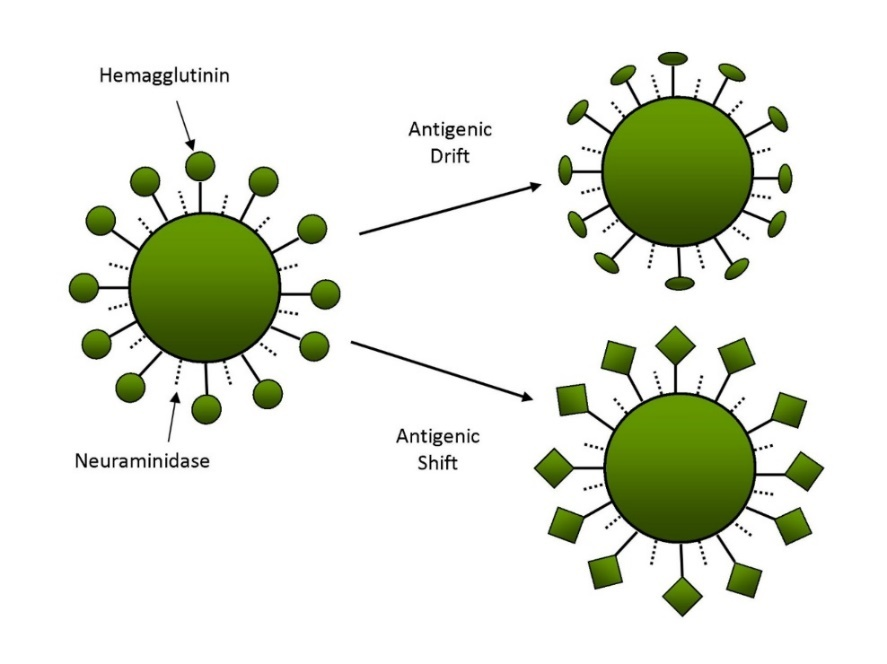 Hemagglutinin
Antigenic
Drift
Antigenic
Shift
Neuraminidase